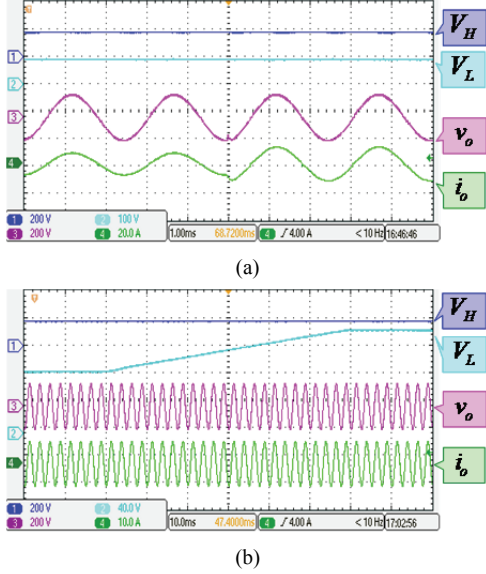 V_H
1
V_L
2
3
v_o
4
i_o
1 200 V 2 100 V
3 200 V 4 20.0 A 1.00ms 68.7200ms 4 ∫ 4.00 A < 10 Hz 16:46:46
(a)
V_H
1
V_L
3
v_o
2
4
i_o
1 200 V 2 40.0 V
3 200 V 4 10.0 A 10.0ms 47.4000ms 4 ∫ 4.00 A < 10 Hz 17:02:56
(b)